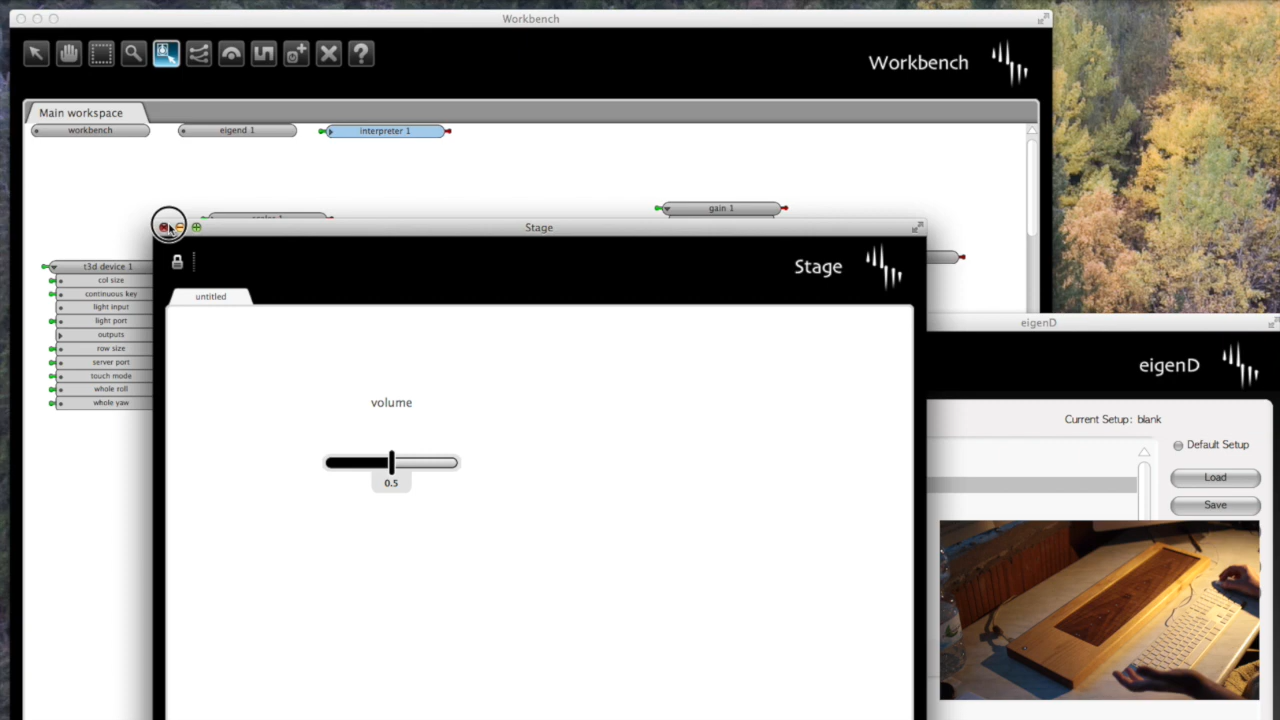 Workbench
Workbench
Main workspace
workbench
eigend 1
interpreter 1
gain 1
Stage
Stage
untitled
t3d device 1
col size
continuous key
light input
light port
outputs
row size
server port
touch mode
whole roll
whole yaw
volume
0.5
eigenD
eigenD
Current Setup: blank
Default Setup
Load
Save